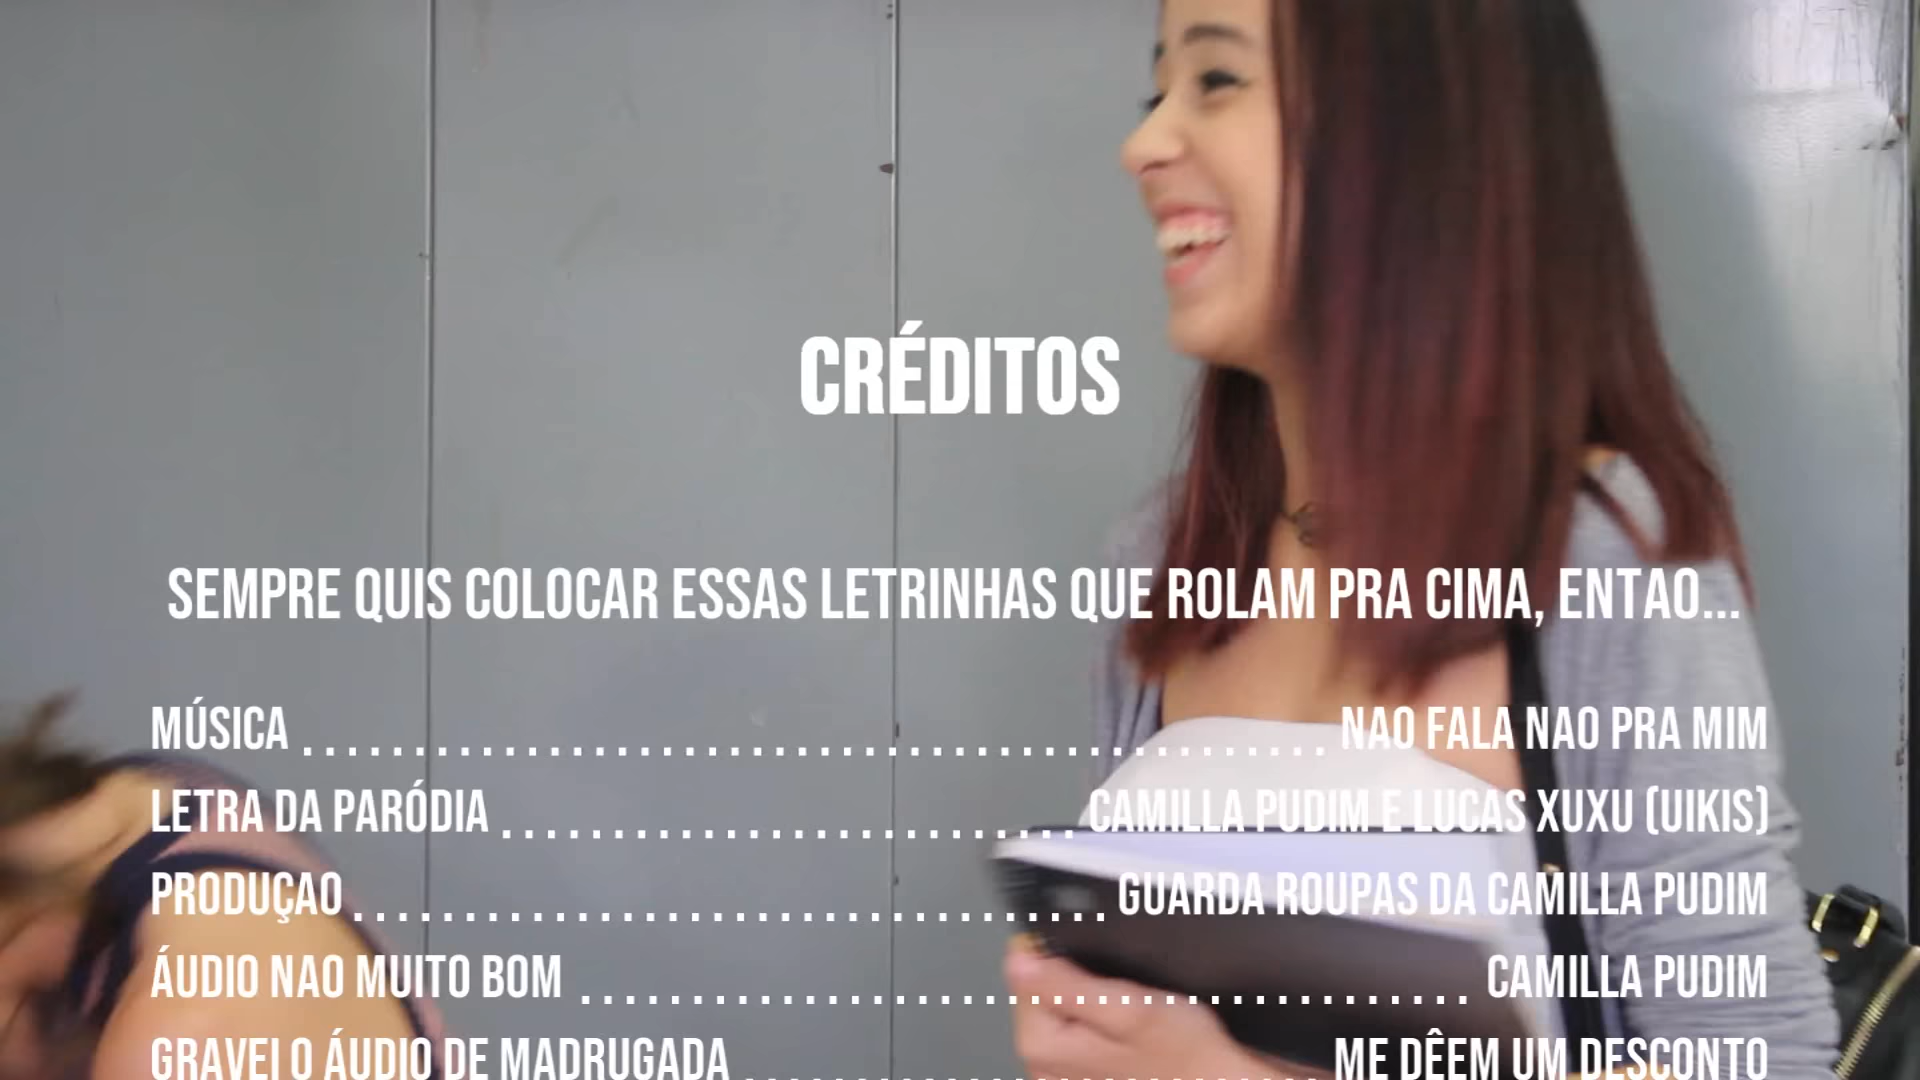 CRÉDITOS
SEMPRE QUIS COLOCAR ESSAS LETRINHAS QUE ROLAM PRA CIMA, ENTAO...
MÚSICA ........................................... NAO FALA NAO PRA MIM
LETRA DA PARÓDIA ......................... CAMILLA PUDIM E LUCAS XUXU (UIKIS)
PRODUÇAO ................................. GUARDA ROUPAS DA CAMILLA PUDIM
ÁUDIO NAO MUITO BOM ....................................... CAMILLA PUDIM
GRAVEI O ÁUDIO DE MADRUGADA .......................... ME DÊEM UM DESCONTO